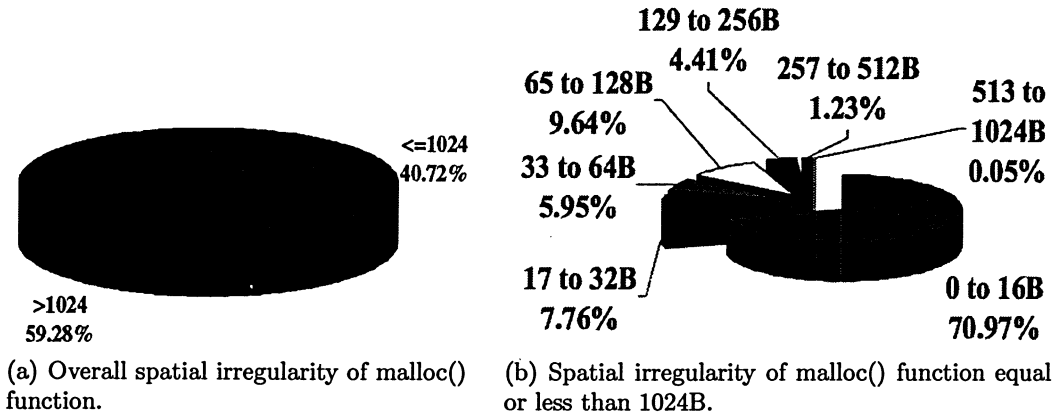 <=1024
40.72%
>1024
59.28%
(a) Overall spatial irregularity of malloc()
function.
129 to 256B
4.41%
257 to 512B
1.23%
65 to 128B
9.64%
513 to
1024B
0.05%
33 to 64B
5.95%
17 to 32B
7.76%
0 to 16B
70.97%
(b) Spatial irregularity of malloc() function equal
or less than 1024B.